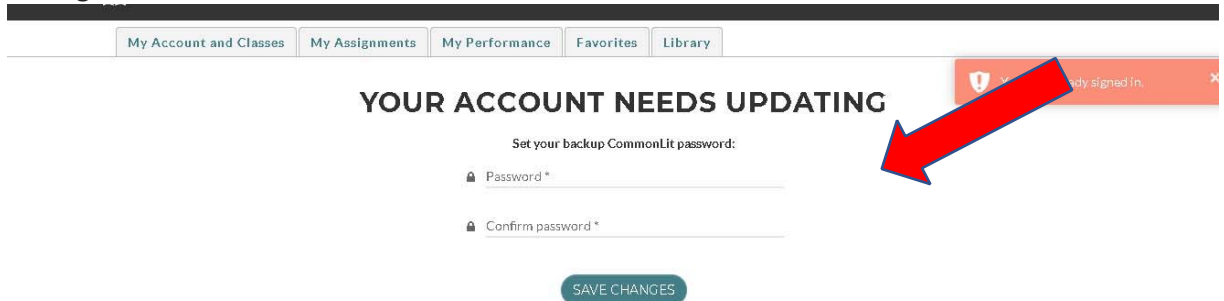 My Account and Classes My Assignments My Performance Favorites Library
dy signed in.
YOUR ACCOUNT NEEDS UPDATING
Set your backup CommonLit password:
Password *
Confirm password *
SAVE CHANGES